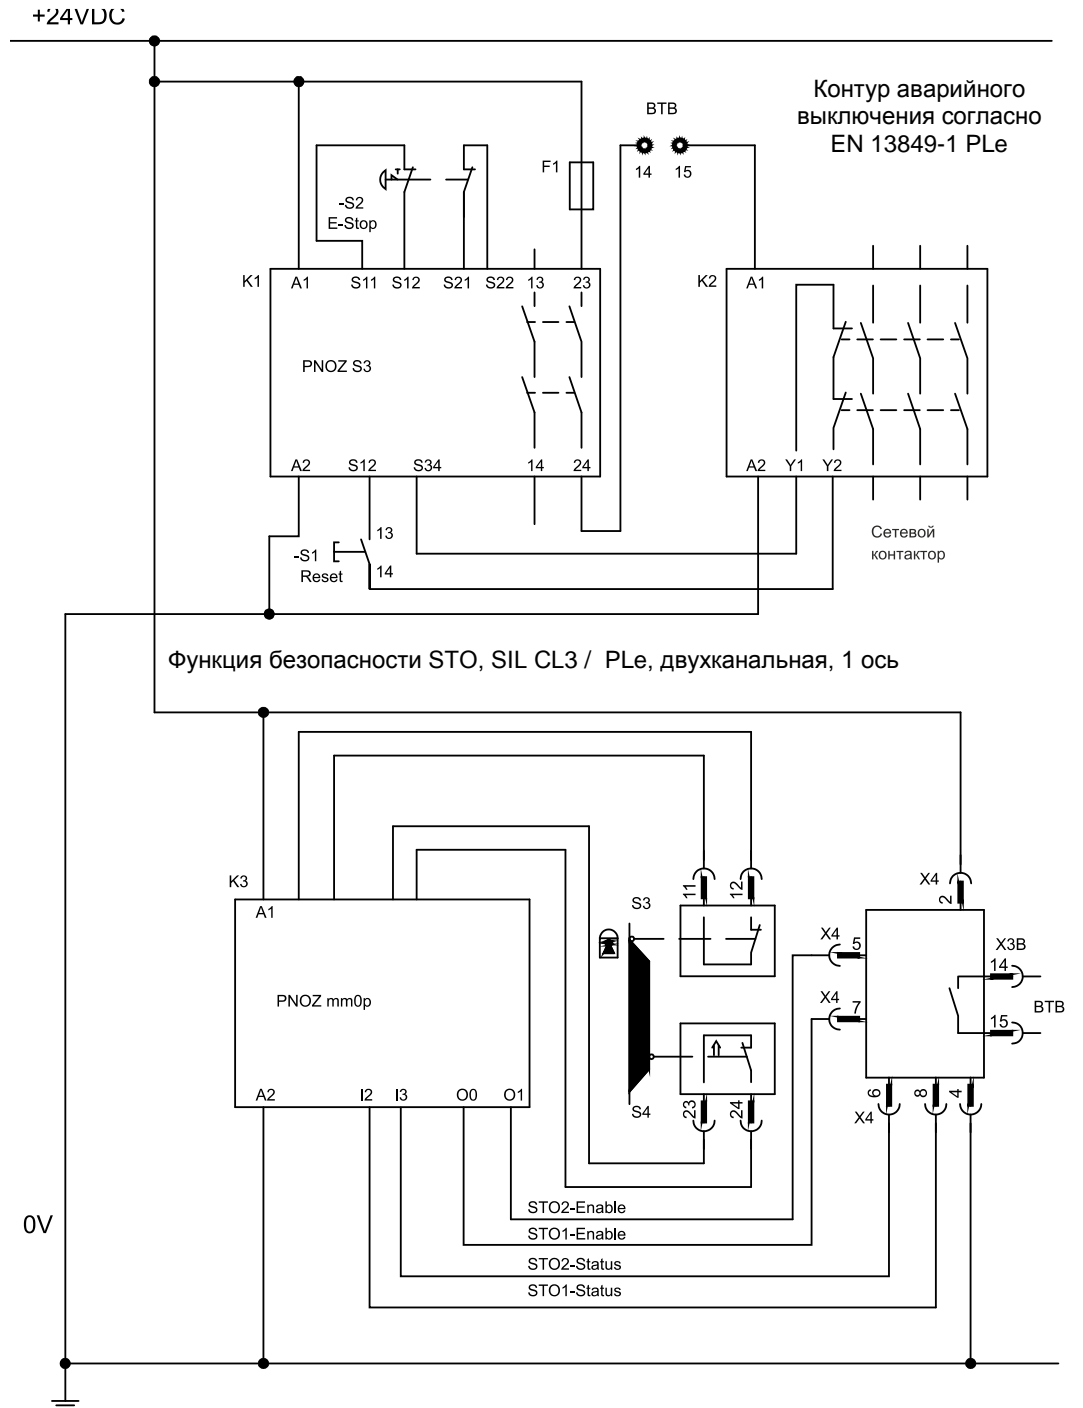 +24VDC
Контур аварийного
выключения согласно
EN 13849-1 PLe
BTB
14 15
F1
-S2
E-Stop
K1
A1 S11 S12 S21 S22 13 23
PNOZ S3
A2 S12 S34 14 24
K2
A1
A2 Y1 Y2
Сетевой
контактор
13
-S1
Reset
14
Функция безопасности STO, SIL CL3 / PLe, двухканальная, 1 ось
K3
A1
PNOZ mm0p
A2 I2 I3 O0 O1
11 12
S3
S4
23 24
X4
2
X4
5
X4
7
X3B
14
BTB
15
6 8 4
X4
STO2-Enable
STO1-Enable
STO2-Status
STO1-Status
0V